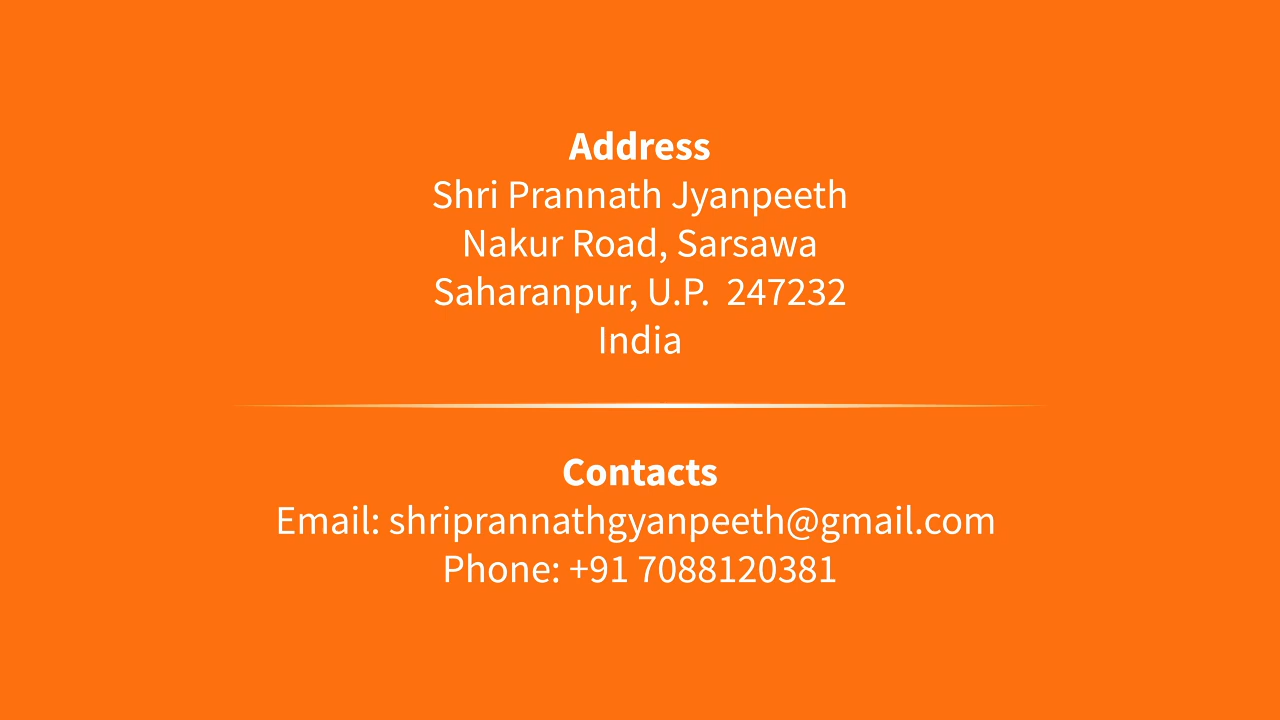 Address
Shri Prannath Jyanpeeth
Nakur Road, Sarsawa
Saharanpur, U.P.  247232
India
Contacts
Email: shriprannathgyanpeeth@gmail.com
Phone: +91 7088120381